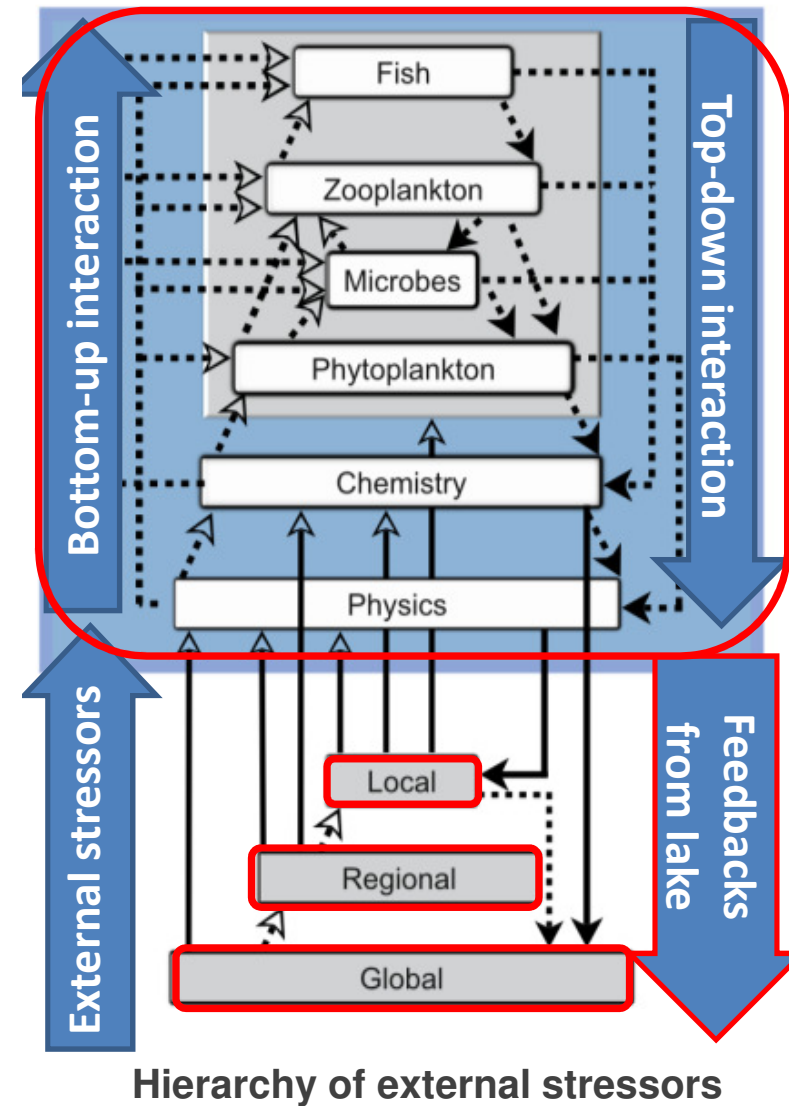 Bottom-up interaction
Top-down interaction
Fish
Zooplankton
Microbes
Phytoplankton
Chemistry
Physics
External stressors
Feedbacks
from lake
Local
Regional
Global
Hierarchy of external stressors